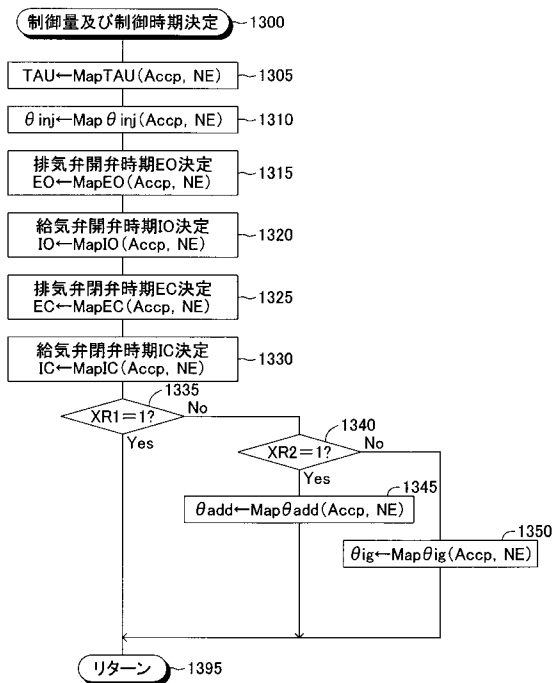 制御量及び制御時期決定
1300
TAU←MapTAU(Accp, NE)
1305
θinj←Mapθinj(Accp, NE)
1310
排気弁開弁時期EO決定
EO←MapEO(Accp, NE)
1315
給気弁開弁時期IO決定
IO←MapIO(Accp, NE)
1320
排気弁閉弁時期EC決定
EC←MapEC(Accp, NE)
1325
給気弁閉弁時期IC決定
IC←MapIC(Accp, NE)
1330
1335
XR1=1?
No
Yes
1340
XR2=1?
No
Yes
1345
θadd←Mapθadd(Accp, NE)
1350
θig←Mapθig(Accp, NE)
リターン
1395